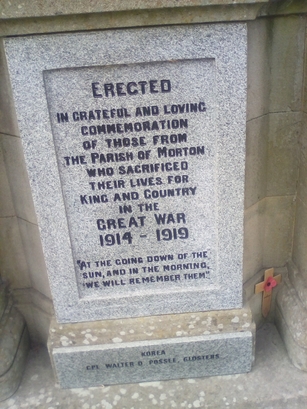 ERECTED
IN GRATEFUL AND LOVING
COMMEMORATION
OF THOSE FROM
THE PARISH OF MORTON
WHO SACRIFICED
THEIR LIVES FOR
KING AND COUNTRY
IN THE
GREAT WAR
1914 - 1919
"AT THE GOING DOWN OF THE
SUN, AND IN THE MORNING,
WE WILL REMEMBER THEM"
KOREA
CPL WALTER D. POSSEE, GLOSTERS